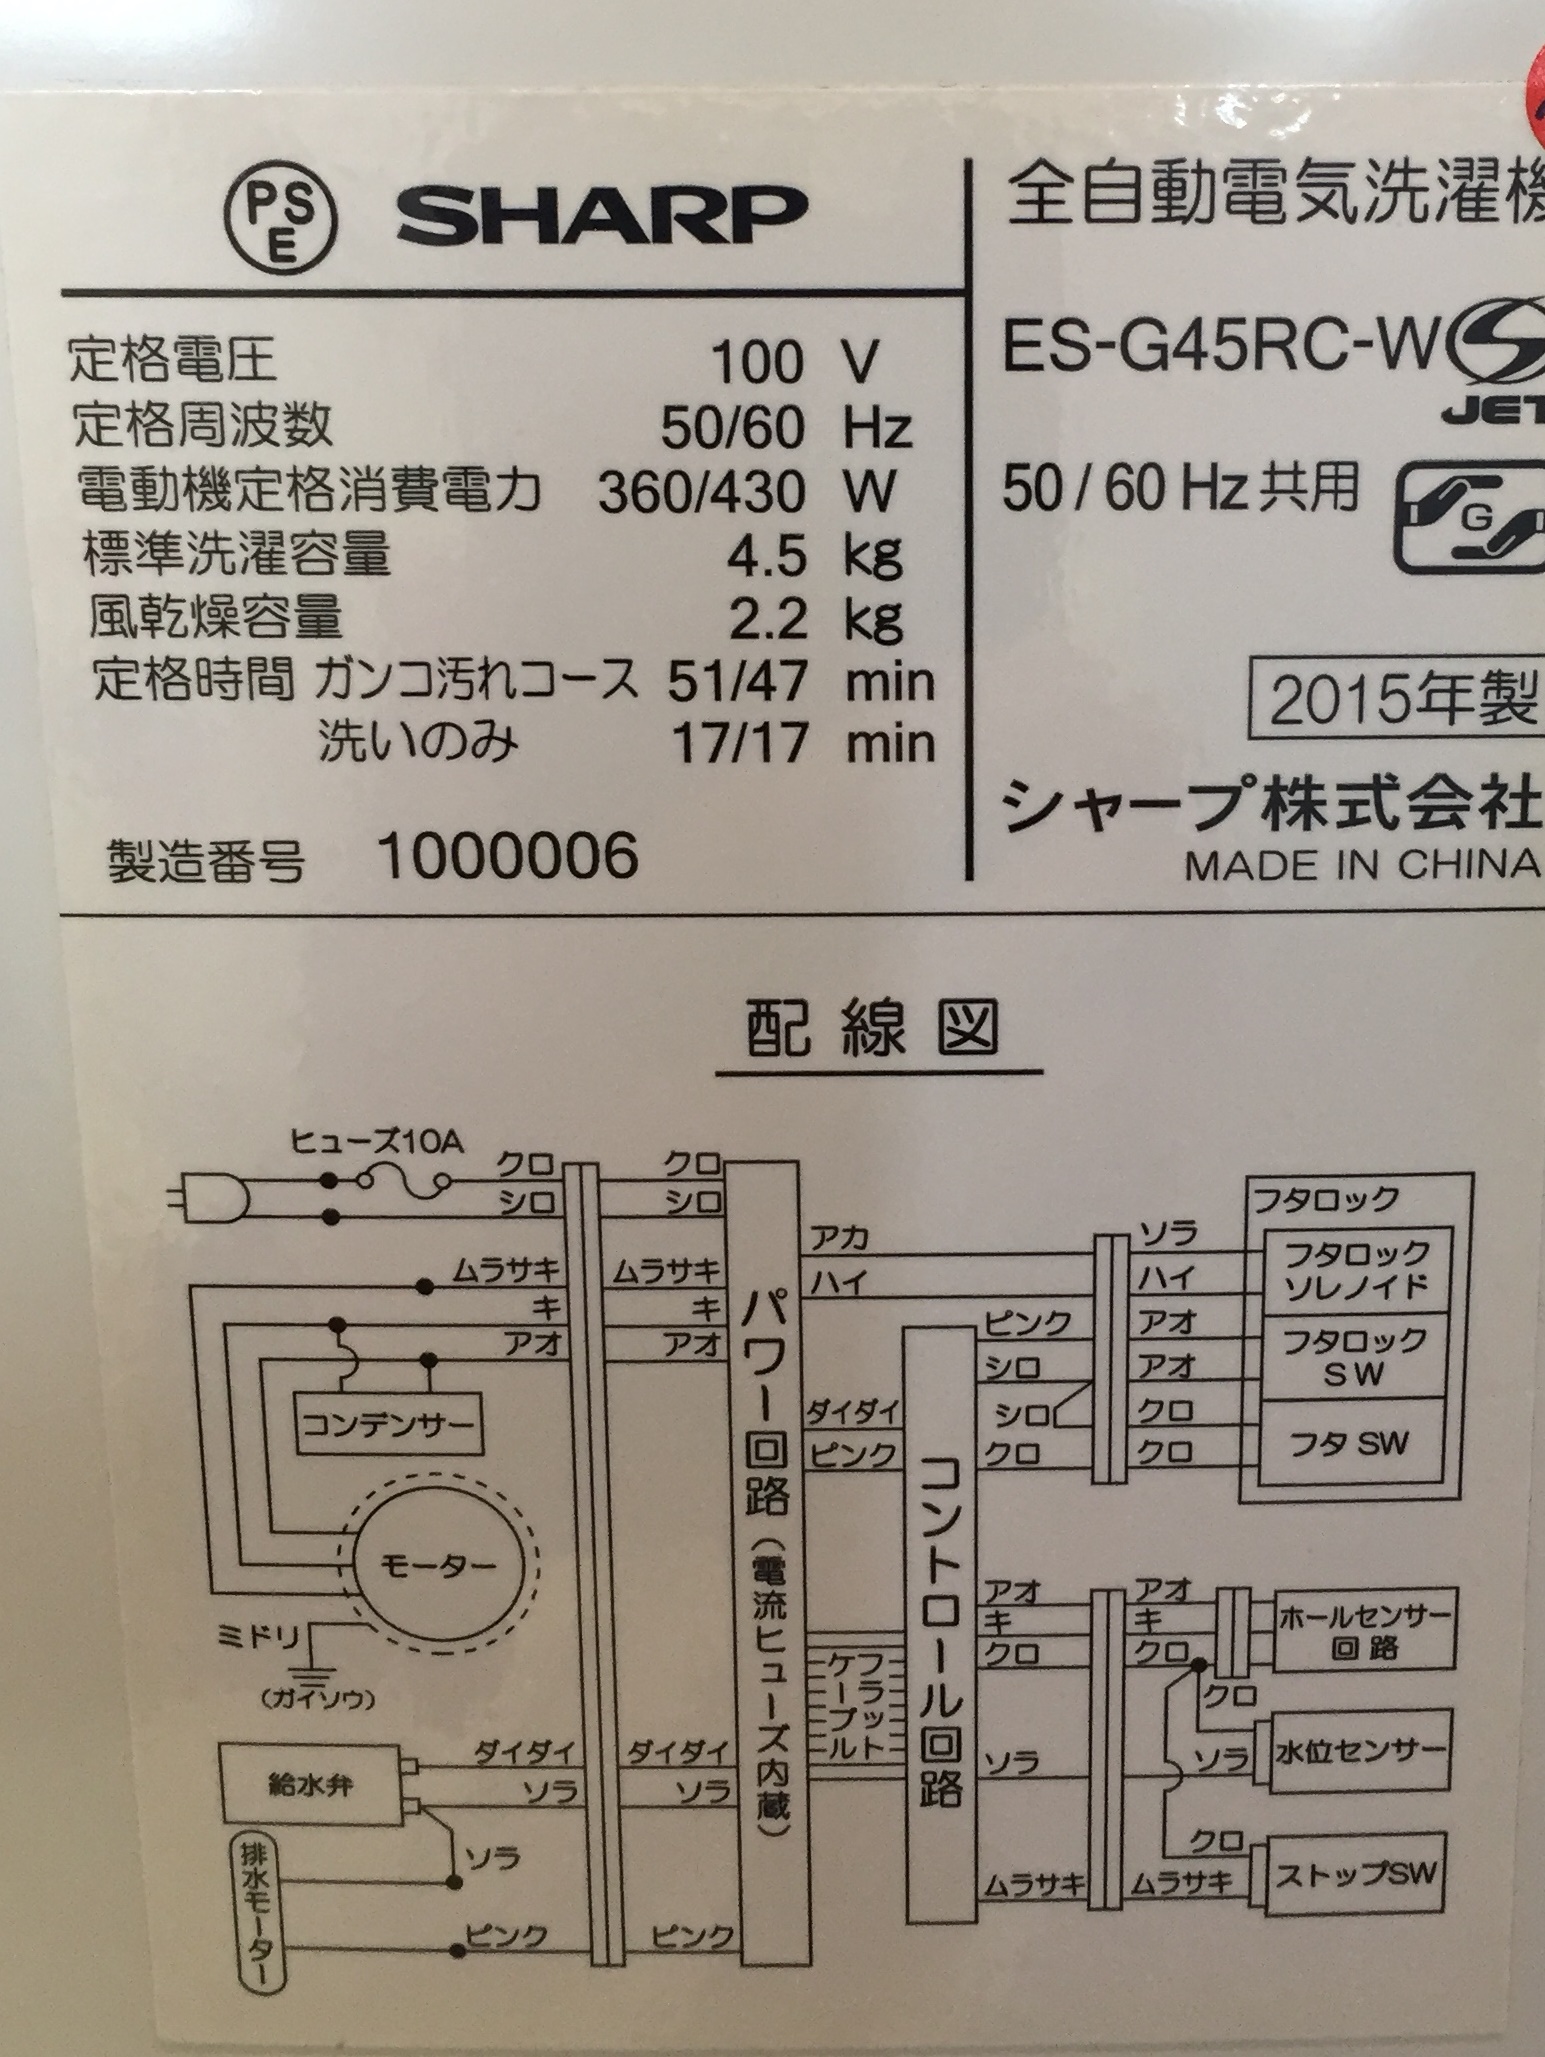 PSE SHARP
定格電圧 100 V
定格周波数 50/60 Hz
電動機定格消費電力 360/430 W
標準洗濯容量 4.5 kg
風乾燥容量 2.2 kg
定格時間 ガンコ汚れコース 51/47 min
洗いのみ 17/17 min
製造番号 1000006
全自動電気洗濯機
ES-G45RC-W
JET
50/60 Hz共用
G
2015年製
シャープ株式会社
MADE IN CHINA
配線図
ヒューズ10A
クロ
シロ
ムラサキ
キ
アオ
コンデンサー
モーター
ミドリ
(ガイソウ)
給水弁
排水モーター
ダイダイ
ソラ
ソラ
ピンク
クロ
シロ
ムラサキ
キ
アオ
ダイダイ
ソラ
ピンク
パワー回路(電流ヒューズ内蔵)
アカ
ハイ
ダイダイ
ピンク
フラットケーブル
コントロール回路
ピンク
シロ
シロ
クロ
アオ
キ
クロ
ソラ
ムラサキ
ソラ
ハイ
アオ
アオ
クロ
クロ
フタロック
フタロック
ソレノイド
フタロック
SW
フタ SW
アオ
キ
クロ
クロ
ソラ
クロ
ムラサキ
ホールセンサー
回路
水位センサー
ストップSW